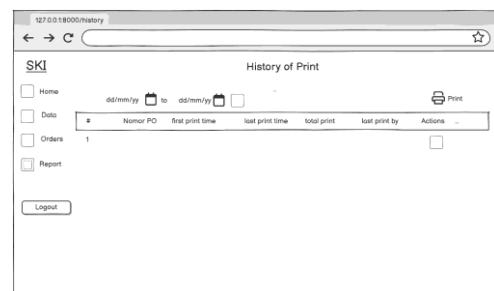 127.0.0.1:8000/history
SKI
History of Print
Home
dd/mm/yy to dd/mm/yy
Print
Data
# Nomor PO first print time last print time total print last print by Actions ...
Orders
1
Report
Logout